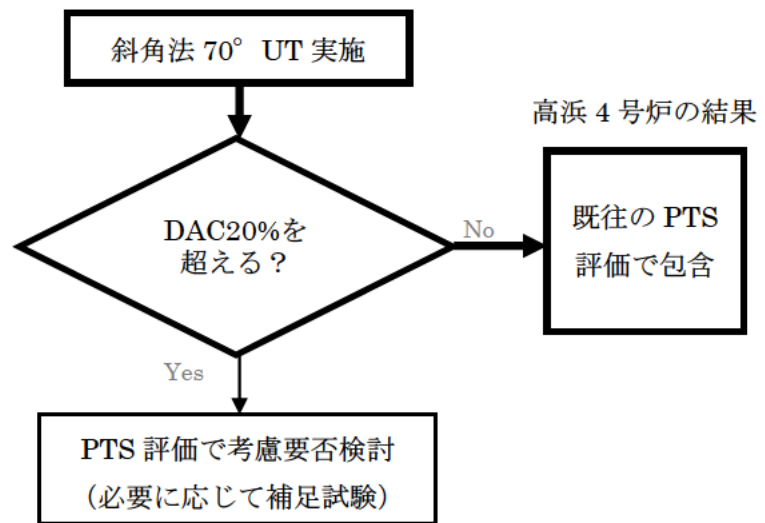 斜角法 70° UT 実施
高浜 4 号炉の結果
DAC20%を
超える？
No
既往の PTS
評価で包含
Yes
PTS 評価で考慮要否検討
（必要に応じて補足試験）